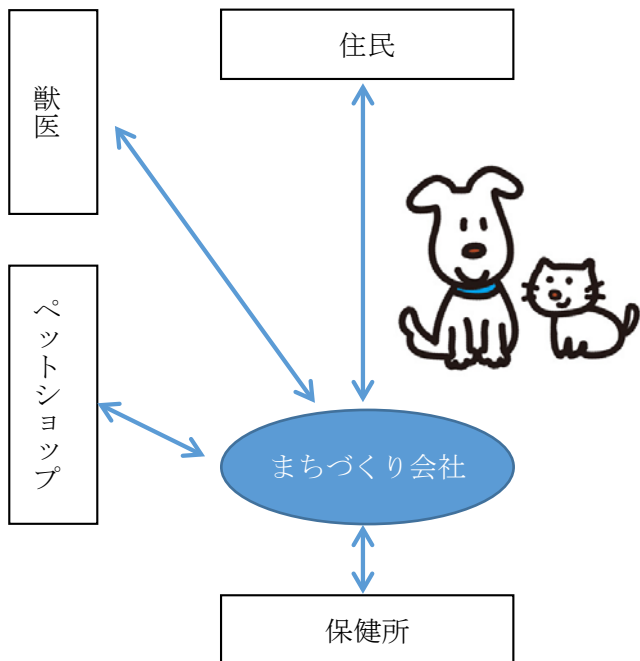 住民
獣医
ペットショップ
まちづくり会社
保健所